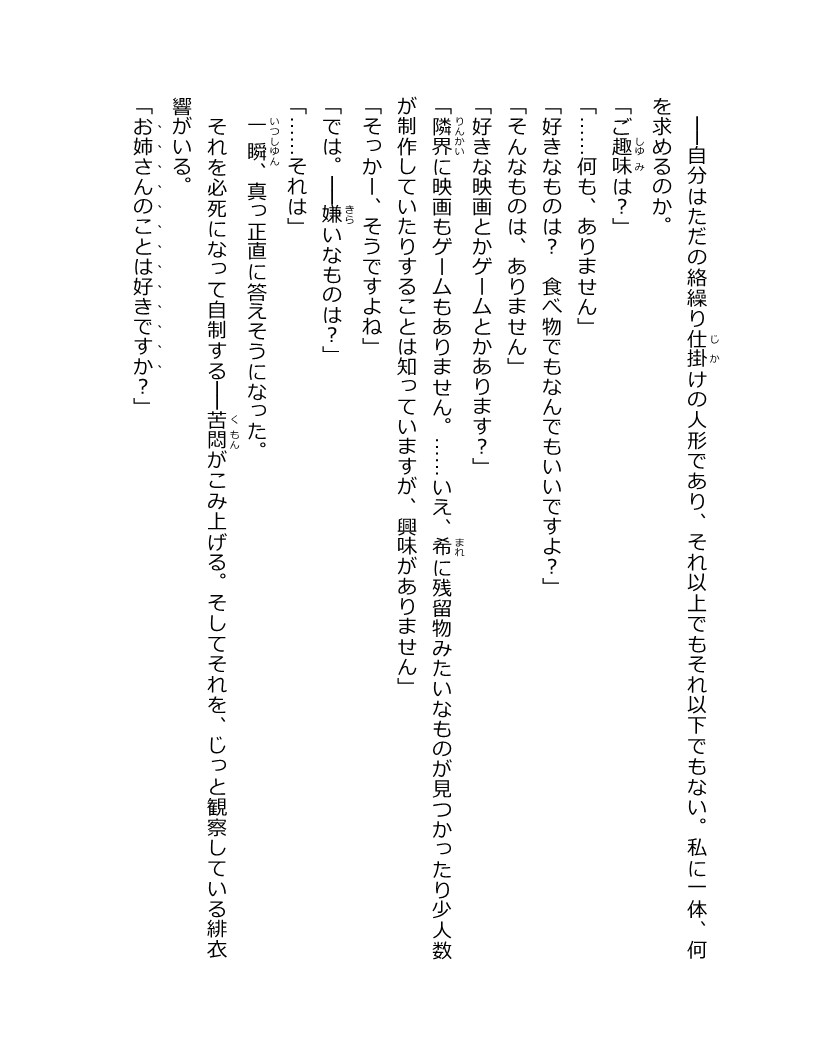 ――自分はただの絡繰り仕掛けの人形であり、それ以上でもそれ以下でもない。私に一体、何
を求めるのか。
「ご趣味は？」
「……何も、ありません」
「好きなものは？　食べ物でもなんでもいいですよ？」
「そんなものは、ありません」
「好きな映画とかゲームとかあります？」
「隣界に映画もゲームもありません。……いえ、希に残留物みたいなものが見つかったり少人数
が制作していたりすることは知っていますが、興味がありません」
「そっかー、そうですよね」
「では。――嫌いなものは？」
「……それは」
一瞬、真っ正直に答えそうになった。
それを必死になって自制する――苦悶がこみ上げる。そしてそれを、じっと観察している緋衣
響がいる。
「お姉さんのことは好きですか？」